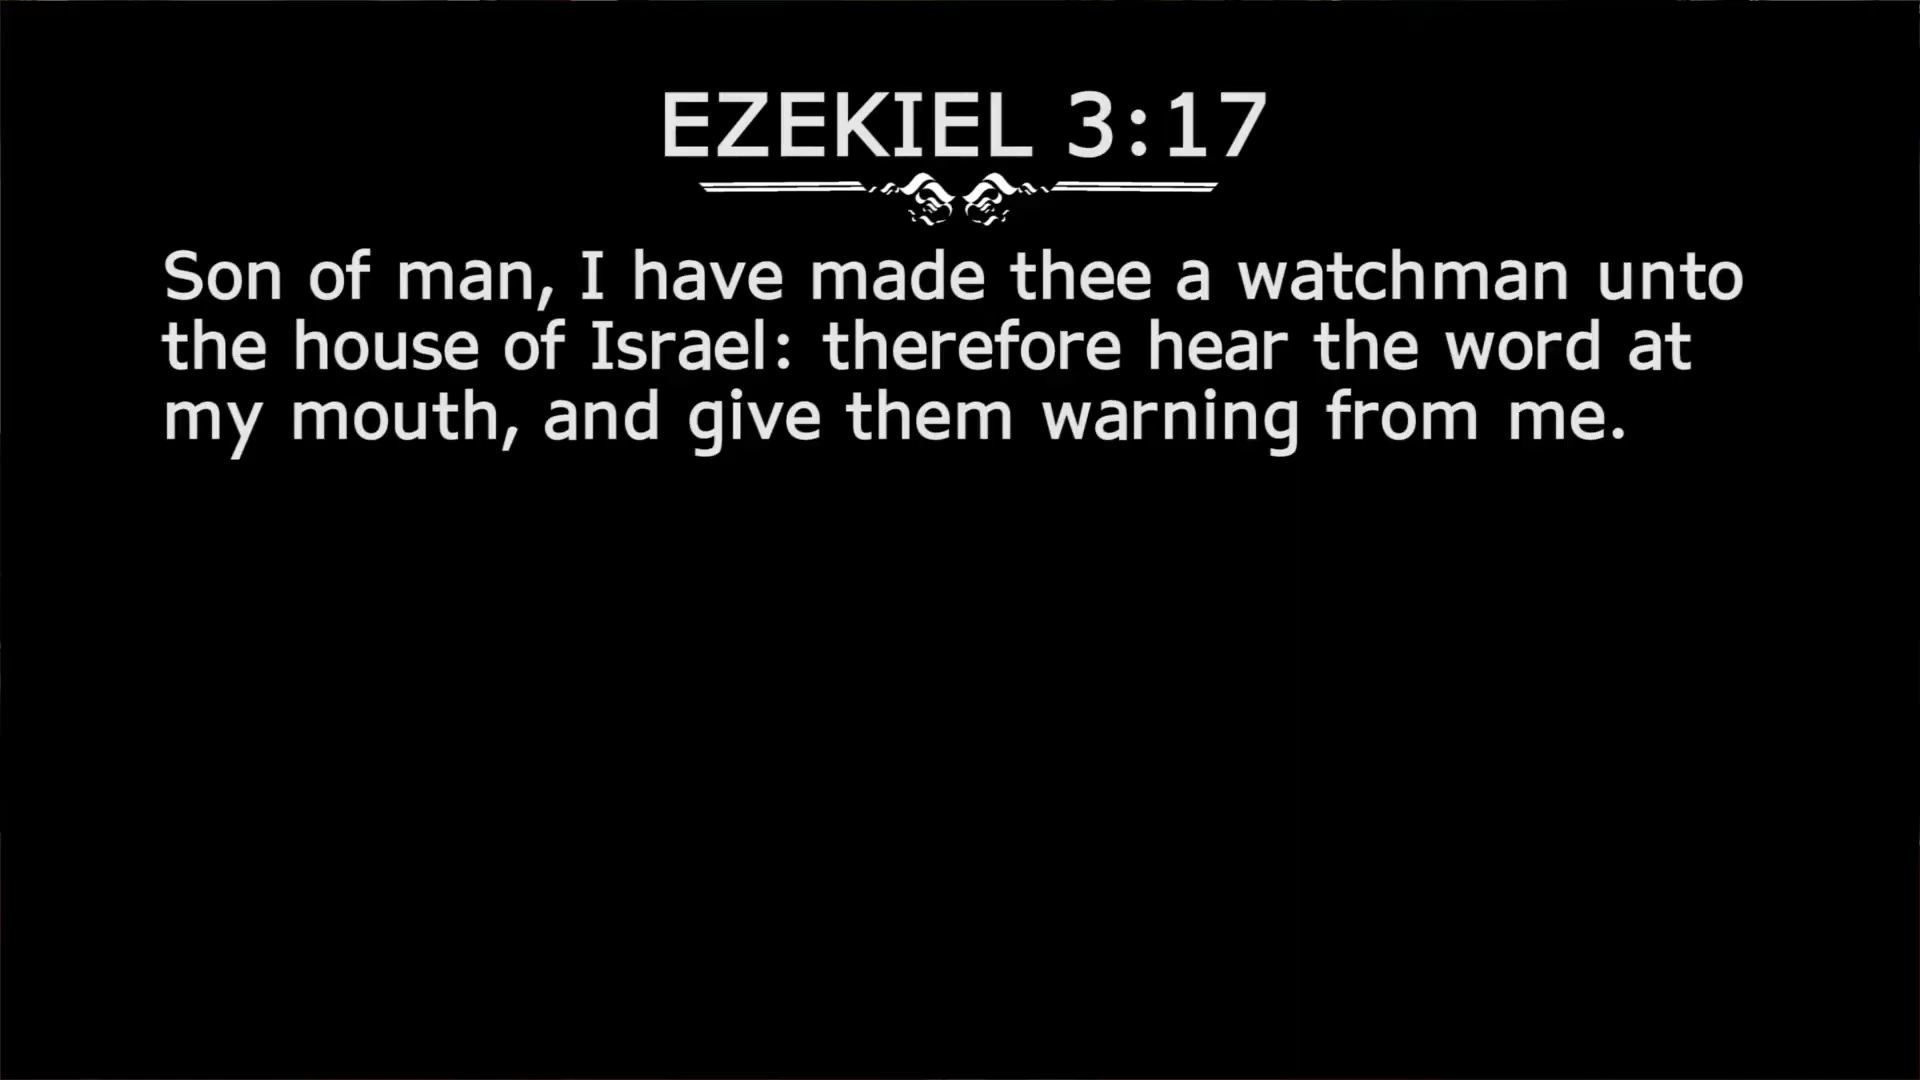 EZEKIEL 3:17
Son of man, I have made thee a watchman unto
the house of Israel: therefore hear the word at
my mouth, and give them warning from me.